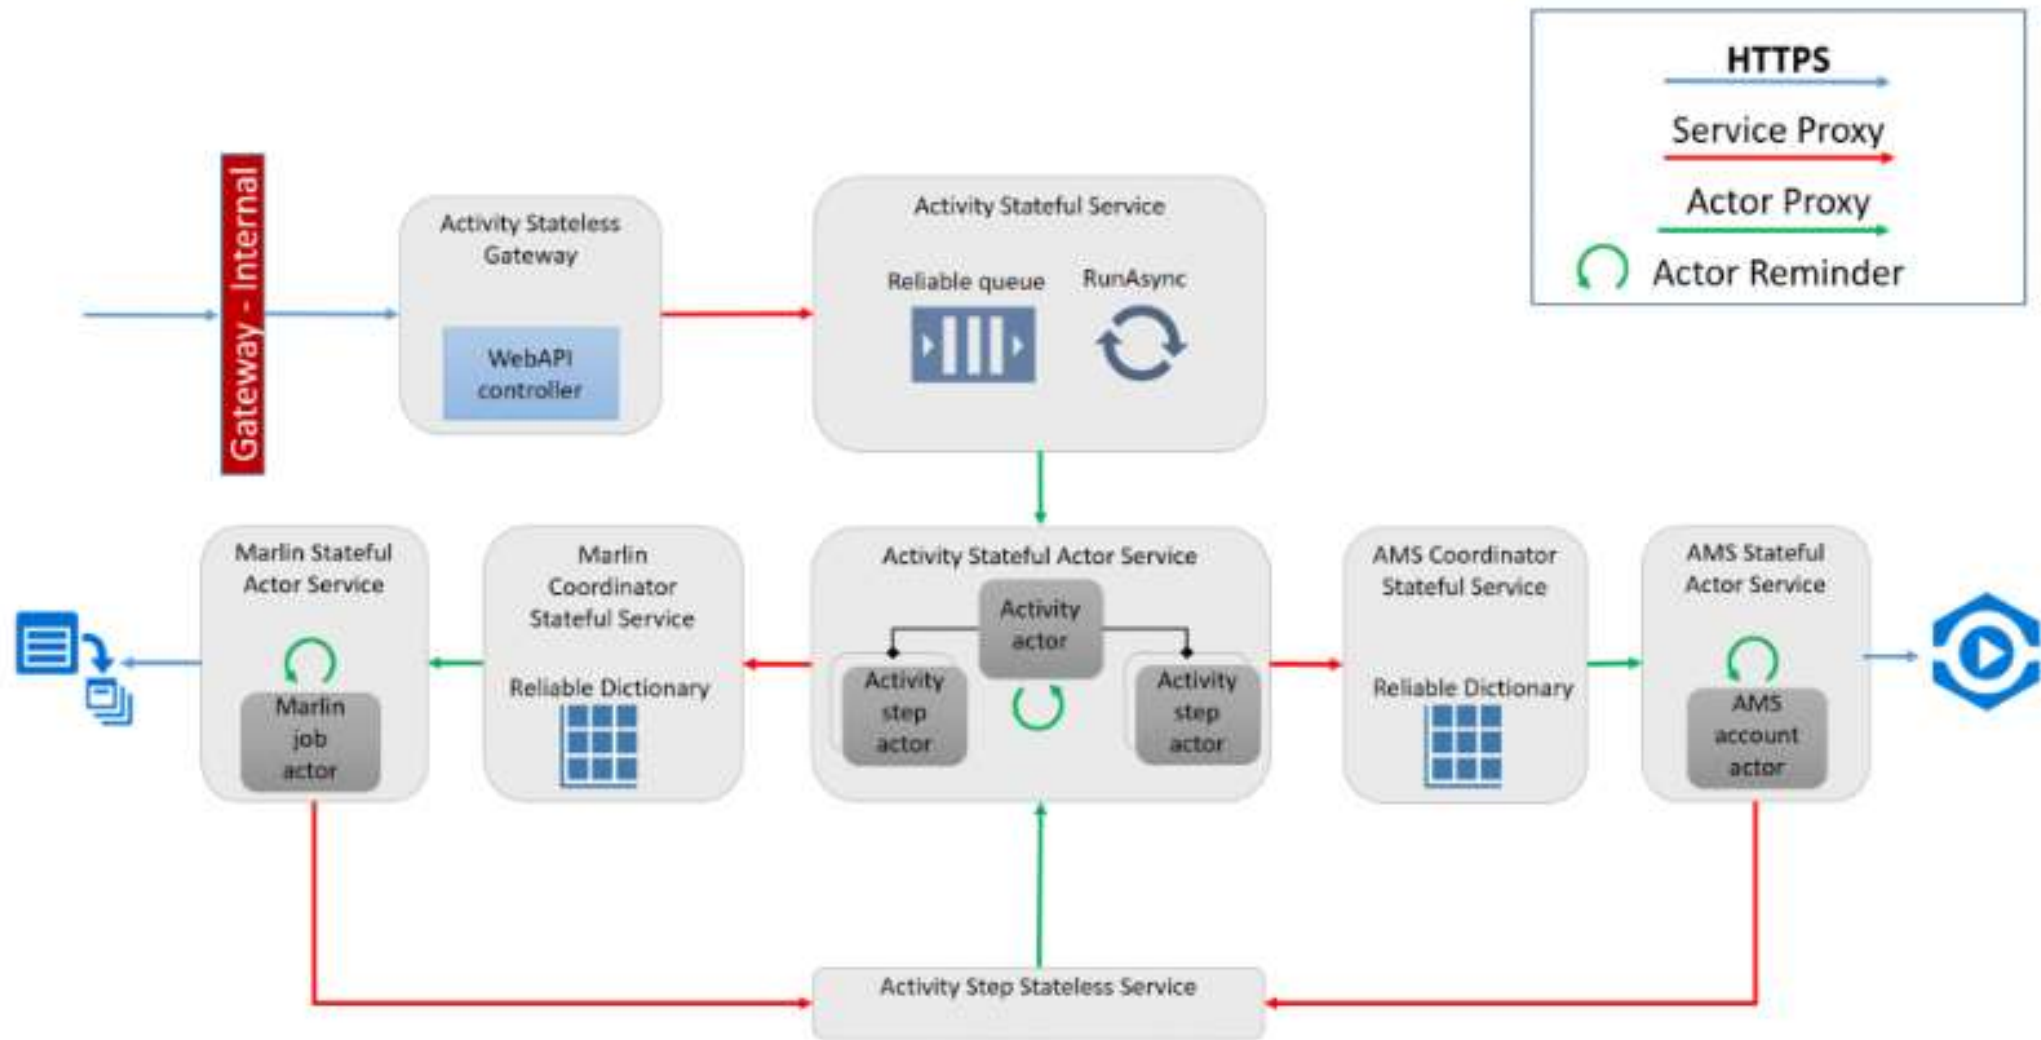 HTTPS
Service Proxy
Actor Proxy
Actor Reminder
Gateway - Internal
Activity Stateless
Gateway
WebAPI
controller
Activity Stateful Service
Reliable queue
RunAsync
Marlin Stateful
Actor Service
Marlin
job
actor
Marlin
Coordinator
Stateful Service
Reliable Dictionary
Activity Stateful Actor Service
Activity
actor
Activity
step
actor
Activity
step
actor
AMS Coordinator
Stateful Service
Reliable Dictionary
AMS Stateful
Actor Service
AMS
account
actor
Activity Step Stateless Service